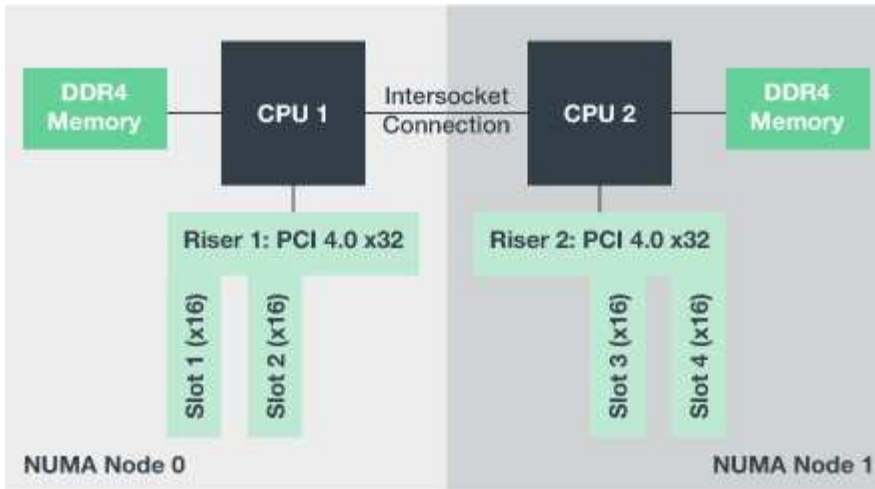 DDR4
Memory
CPU 1
Intersocket
Connection
CPU 2
DDR4
Memory
Riser 1: PCI 4.0 x32
Riser 2: PCI 4.0 x32
Slot 1 (x16)
Slot 2 (x16)
Slot 3 (x16)
Slot 4 (x16)
NUMA Node 0
NUMA Node 1